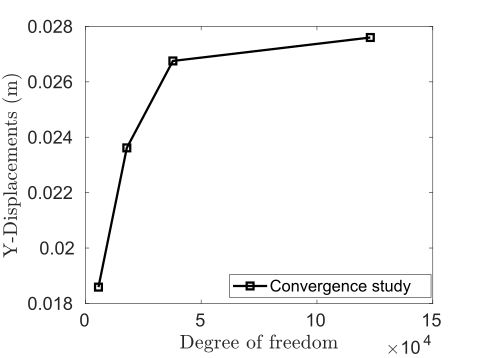 0.028
0.026
0.024
0.022
0.02
0.018
Y-Displacements (m)
Convergence study
0 5 10 15
Degree of freedom
×10⁴